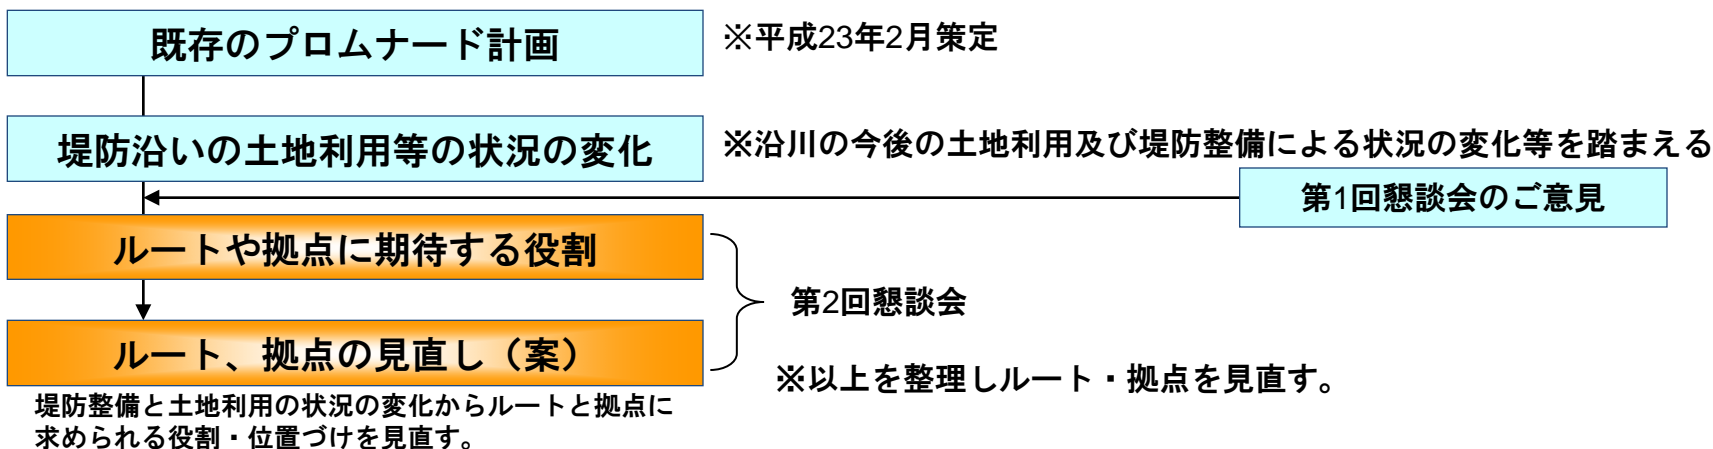 既存のプロムナード計画
※平成23年2月策定
堤防沿いの土地利用等の状況の変化
※沿川の今後の土地利用及び堤防整備による状況の変化等を踏まえる
第1回懇談会のご意見
ルートや拠点に期待する役割
第2回懇談会
ルート、拠点の見直し（案）
※以上を整理しルート・拠点を見直す。
堤防整備と土地利用の状況の変化からルートと拠点に
求められる役割・位置づけを見直す。